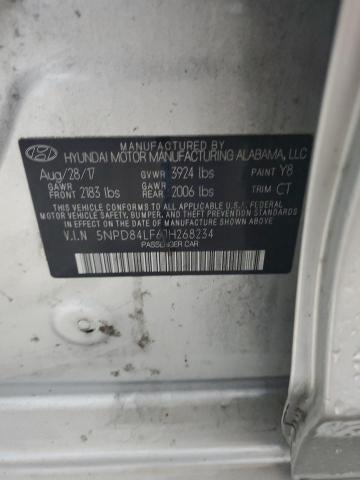 MANUFACTURED BY
HYUNDAI MOTOR MANUFACTURING ALABAMA, LLC
Aug/28/17 GVWR 3924 lbs PAINT Y8
GAWR FRONT 2183 lbs GAWR REAR 2006 lbs TRIM CT
THIS VEHICLE CONFORMS TO ALL APPLICABLE U.S.A. FEDERAL
MOTOR VEHICLE SAFETY, BUMPER, AND THEFT PREVENTION STANDARDS
IN EFFECT ON THE DATE OF MANUFACTURE SHOWN ABOVE.
V.I.N
PASSENGER CAR